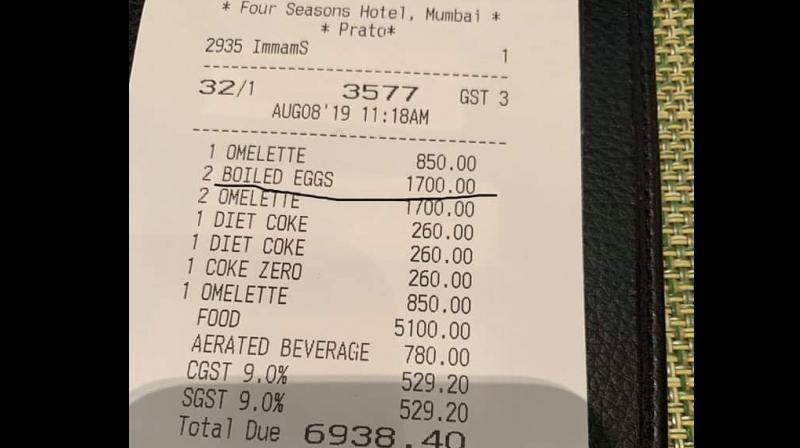 * Four Seasons Hotel, Mumbai *
* Prato*
2935 ImmamS 1
32/1 3577 GST 3
AUG08'19 11:18AM
1 OMELETTE 850.00
2 BOILED EGGS 1700.00
2 OMELETTE 1700.00
1 DIET COKE 260.00
1 DIET COKE 260.00
1 COKE ZERO 260.00
1 OMELETTE 850.00
FOOD 5100.00
AERATED BEVERAGE 780.00
CGST 9.0% 529.20
SGST 9.0% 529.20
Total Due 6938.40